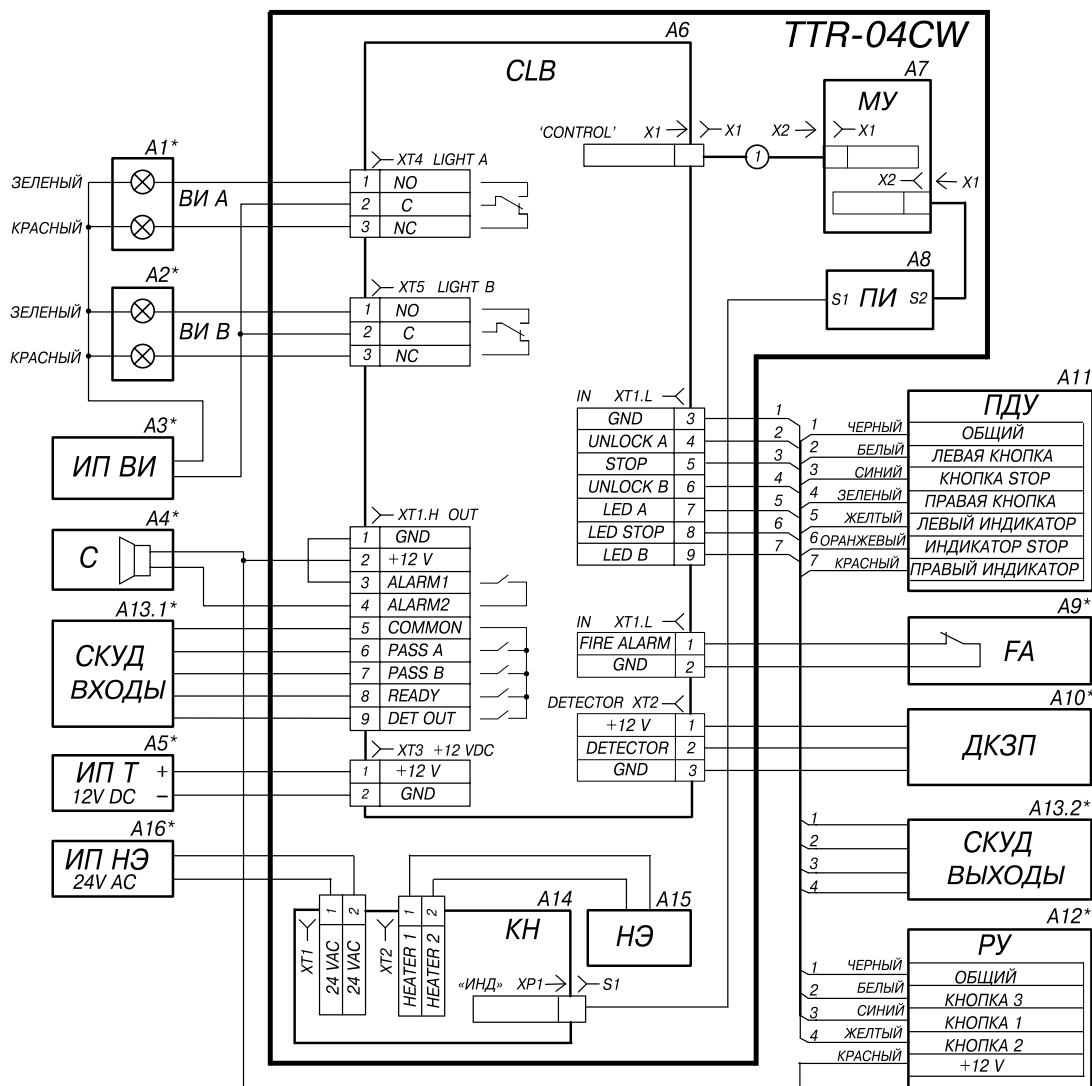 TTR-04CW
A6
CLB
A7
МУ
'CONTROL' X1 X1 X2 X1
1
X2 X1
A1*
ЗЕЛЕНЫЙ
ВИ А
КРАСНЫЙ
XT4 LIGHT A
1 NO
2 C
3 NC
A2*
ЗЕЛЕНЫЙ
ВИ В
КРАСНЫЙ
XT5 LIGHT B
1 NO
2 C
3 NC
A8
S1 ПИ S2
A3*
ИП ВИ
A4*
С
XT1.H OUT
1 GND
2 +12 V
3 ALARM1
4 ALARM2
5 COMMON
6 PASS A
7 PASS B
8 READY
9 DET OUT
A13.1*
СКУД
ВХОДЫ
A5*
ИП Т +
12V DC –
XT3 +12 VDC
1 +12 V
2 GND
A16*
ИП НЭ
24V AC
IN XT1.L
GND 3
UNLOCK A 4
STOP 5
UNLOCK B 6
LED A 7
LED STOP 8
LED B 9
1
2
3
4
5
6
7
A11
ПДУ
1 ЧЕРНЫЙ ОБЩИЙ
2 БЕЛЫЙ ЛЕВАЯ КНОПКА
3 СИНИЙ КНОПКА STOP
4 ЗЕЛЕНЫЙ ПРАВАЯ КНОПКА
5 ЖЕЛТЫЙ ЛЕВЫЙ ИНДИКАТОР
6 ОРАНЖЕВЫЙ ИНДИКАТОР STOP
7 КРАСНЫЙ ПРАВЫЙ ИНДИКАТОР
IN XT1.L
FIRE ALARM 1
GND 2
A9*
FA
DETECTOR XT2
+12 V 1
DETECTOR 2
GND 3
A10*
ДКЗП
A13.2*
1
2
3
4
СКУД
ВЫХОДЫ
A14
КН
XT1
1 2
24 VAC
24 VAC
XT2
1 2
HEATER 1
HEATER 2
«ИНД» XP1 S1
A15
НЭ
A12*
РУ
1 ЧЕРНЫЙ ОБЩИЙ
2 БЕЛЫЙ КНОПКА 3
3 СИНИЙ КНОПКА 1
4 ЖЕЛТЫЙ КНОПКА 2
КРАСНЫЙ +12 V